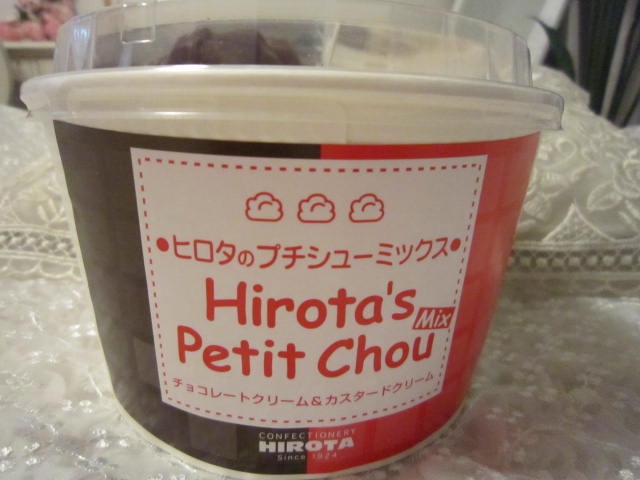 •ヒロタのプチシューミックス•
Hirota's
Mix
Petit Chou
チョコレートクリーム&カスタードクリーム
CONFECTIONERY
HIROTA
Since 1924